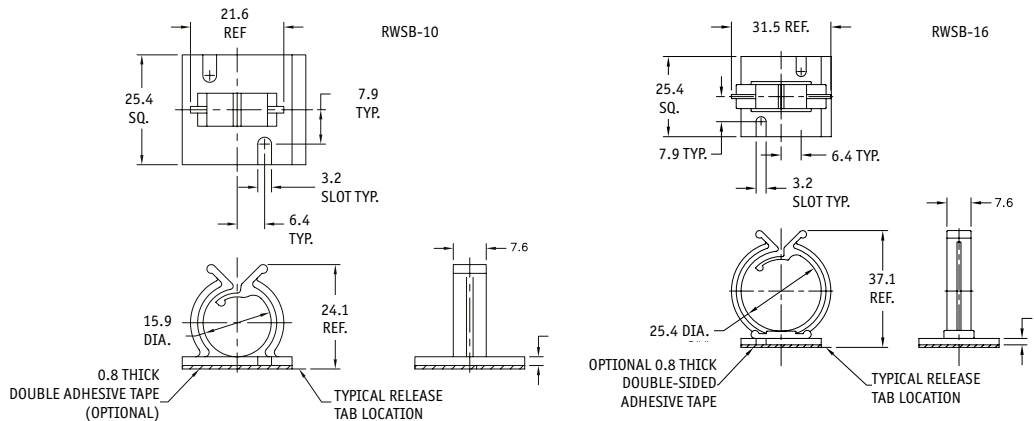 21.6
REF
RWSB-10
25.4
SQ.
7.9
TYP.
3.2
SLOT TYP.
6.4
TYP.
7.6
15.9
DIA.
24.1
REF.
0.8 THICK
DOUBLE ADHESIVE TAPE
(OPTIONAL)
TYPICAL RELEASE
TAB LOCATION
31.5 REF.
RWSB-16
25.4
SQ.
7.9 TYP.
6.4 TYP.
3.2
SLOT TYP.
7.6
37.1
REF.
25.4 DIA.
OPTIONAL 0.8 THICK
DOUBLE-SIDED
ADHESIVE TAPE
TYPICAL RELEASE
TAB LOCATION